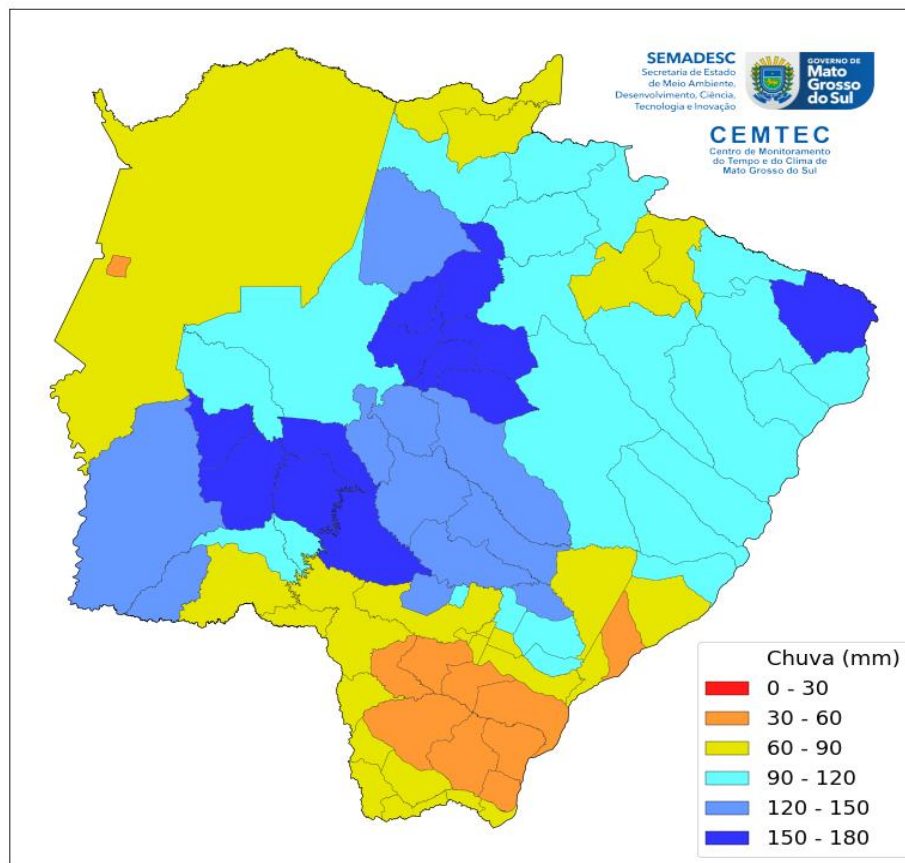 SEMADESC
Secretaria de Estado
de Meio Ambiente,
Desenvolvimento, Ciência,
Tecnologia e Inovação
GOVERNO DE
Mato
Grosso
do Sul
CEMTEC
Centro de Monitoramento
do Tempo e do Clima de
Mato Grosso do Sul
Chuva (mm)
0 - 30
30 - 60
60 - 90
90 - 120
120 - 150
150 - 180